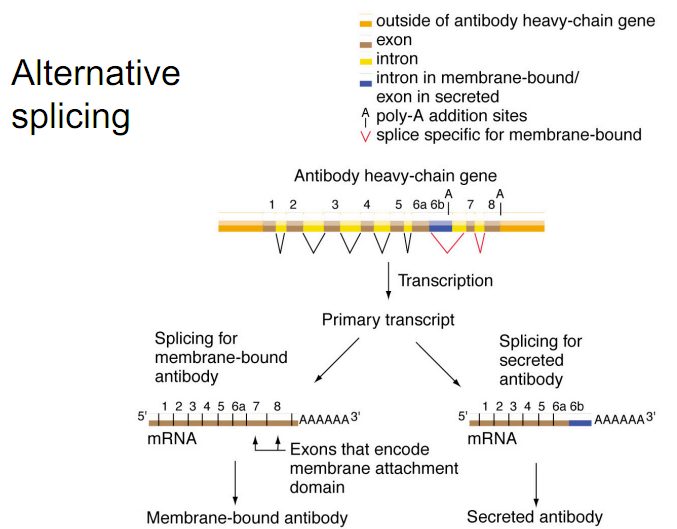 Alternative
splicing
outside of antibody heavy-chain gene
exon
intron
intron in membrane-bound/
exon in secreted
A poly-A addition sites
splice specific for membrane-bound
Antibody heavy-chain gene
A A
1 2 3 4 5 6a 6b 7 8
Transcription
Primary transcript
Splicing for
membrane-bound
antibody
5' 1 2 3 4 5 6a 7 8 AAAAAA 3'
mRNA
Exons that encode
membrane attachment
domain
Membrane-bound antibody
Splicing for
secreted
antibody
5' 1 2 3 4 5 6a 6b AAAAAA 3'
mRNA
Secreted antibody